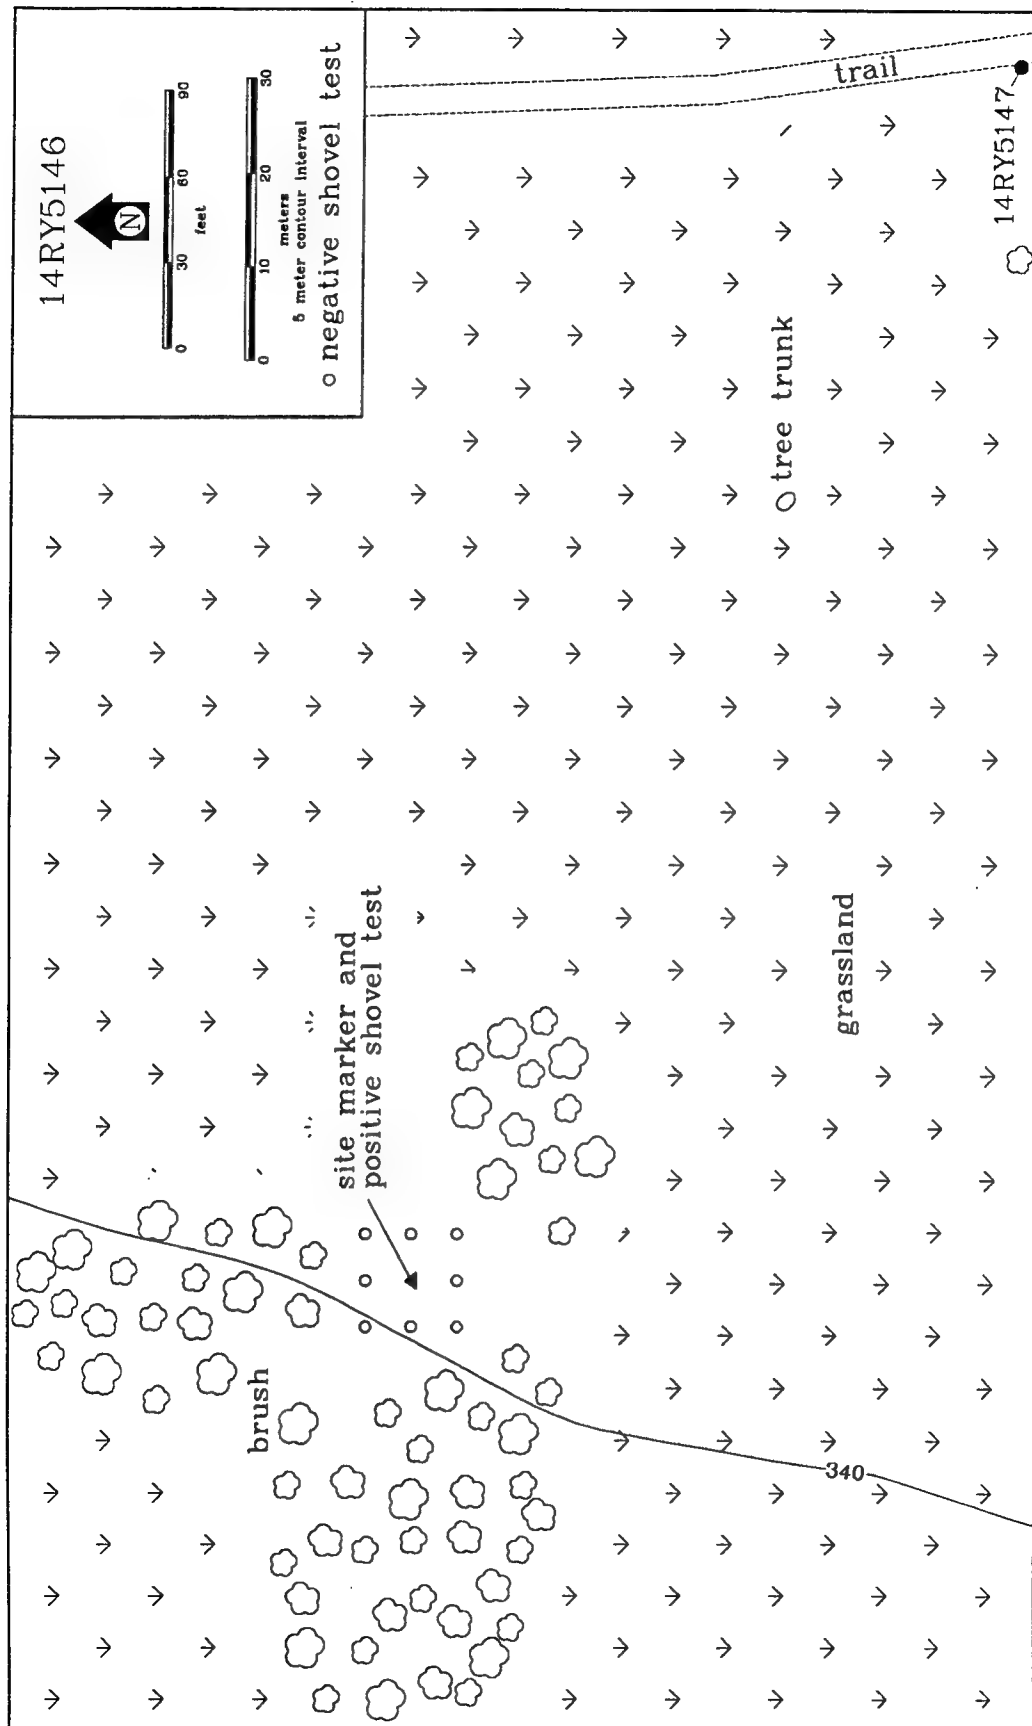 14RY5146
N
0 30 60 90
feet
0 10 20 30
meters
5 meter contour interval
o negative shovel test
trail
14RY5147
tree trunk
site marker and
positive shovel test
grassland
brush
340